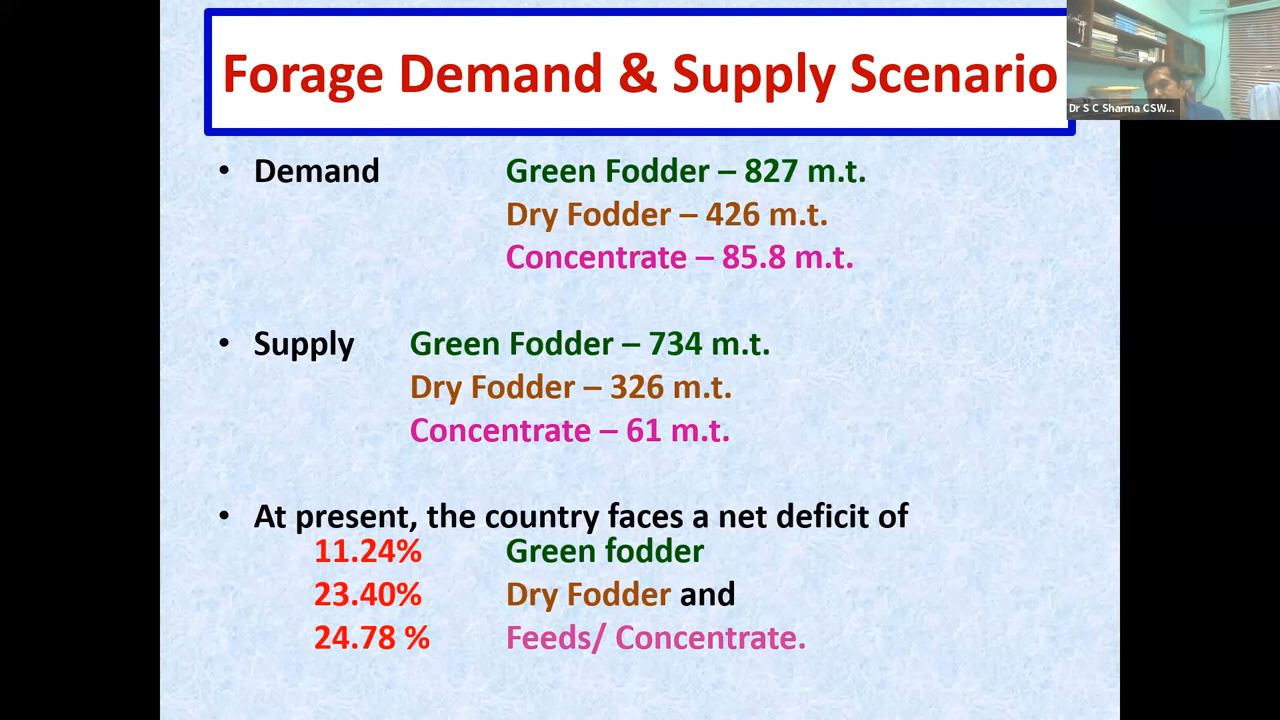 Forage Demand & Supply Scenario
Dr S C Sharma CSW...
• Demand Green Fodder – 827 m.t.
Dry Fodder – 426 m.t.
Concentrate – 85.8 m.t.
• Supply Green Fodder – 734 m.t.
Dry Fodder – 326 m.t.
Concentrate – 61 m.t.
• At present, the country faces a net deficit of
11.24% Green fodder
23.40% Dry Fodder and
24.78 % Feeds/ Concentrate.